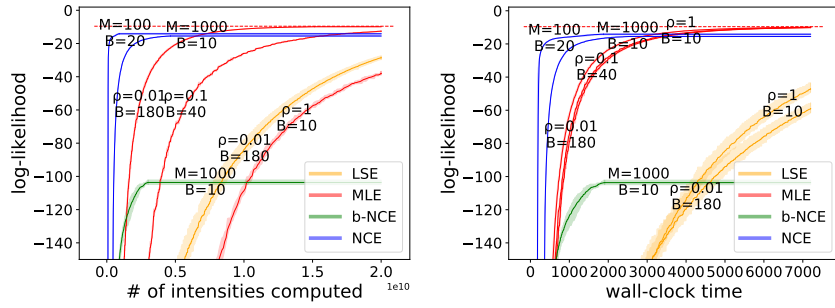 0
−20
−40
−60
−80
−100
−120
−140
log-likelihood
M=100
B=20
M=1000
B=10
ρ=0.01
B=180
ρ=0.1
B=40
ρ=1
B=10
ρ=0.01
B=180
M=1000
B=10
LSE
MLE
b-NCE
NCE
0.0 0.5 1.0 1.5 2.0
1e10
# of intensities computed
0
−20
−40
−60
−80
−100
−120
−140
log-likelihood
M=100
B=20
M=1000
B=10
ρ=1
B=10
ρ=0.1
B=40
ρ=0.01
B=180
ρ=1
B=10
M=1000
B=10
ρ=0.01
B=180
LSE
MLE
b-NCE
NCE
0 1000 2000 3000 4000 5000 6000 7000
wall-clock time